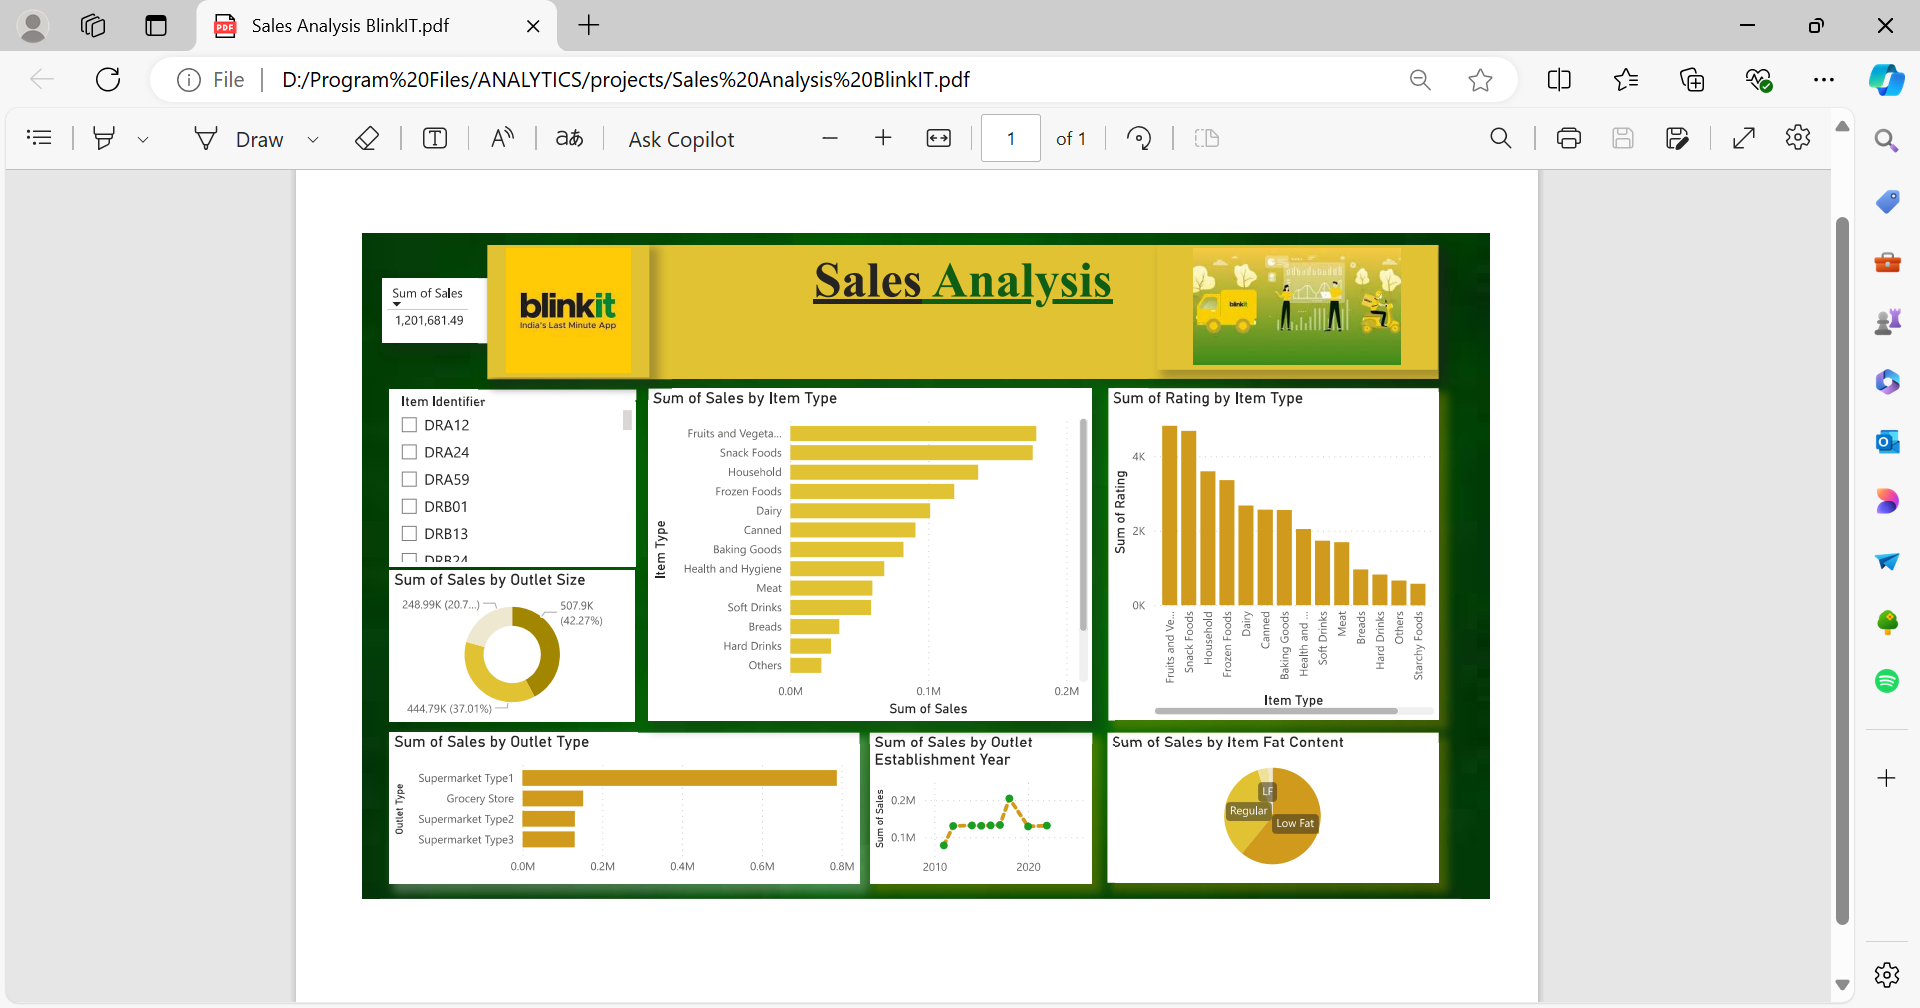 Sales Analysis BlinkIT.pdf
File
D:/Program%20Files/ANALYTICS/projects/Sales%20Analysis%20BlinkIT.pdf
Draw
Ask Copilot
1
of 1
Sum of Sales
1,201,681.49
blinkit
India's Last Minute App
Sales Analysis
blinkit
Item Identifier
DRA12
DRA24
DRA59
DRB01
DRB13
DRB24
Sum of Sales by Item Type
Item Type
Fruits and Vegeta...
Snack Foods
Household
Frozen Foods
Dairy
Canned
Baking Goods
Health and Hygiene
Meat
Soft Drinks
Breads
Hard Drinks
Others
0.0M 0.1M 0.2M
Sum of Sales
Sum of Rating by Item Type
Sum of Rating
4K
2K
0K
Fruits and Ve...
Snack Foods
Household
Frozen Foods
Dairy
Canned
Baking Goods
Health and ...
Soft Drinks
Meat
Breads
Hard Drinks
Others
Starchy Foods
Item Type
Sum of Sales by Outlet Size
248.99K (20.7...)
507.9K
(42.27%)
444.79K (37.01%)
Sum of Sales by Outlet Type
Outlet Type
Supermarket Type1
Grocery Store
Supermarket Type2
Supermarket Type3
0.0M 0.2M 0.4M 0.6M 0.8M
Sum of Sales by Outlet
Establishment Year
Sum of Sales
0.2M
0.1M
2010 2020
Sum of Sales by Item Fat Content
LF
Regular
Low Fat